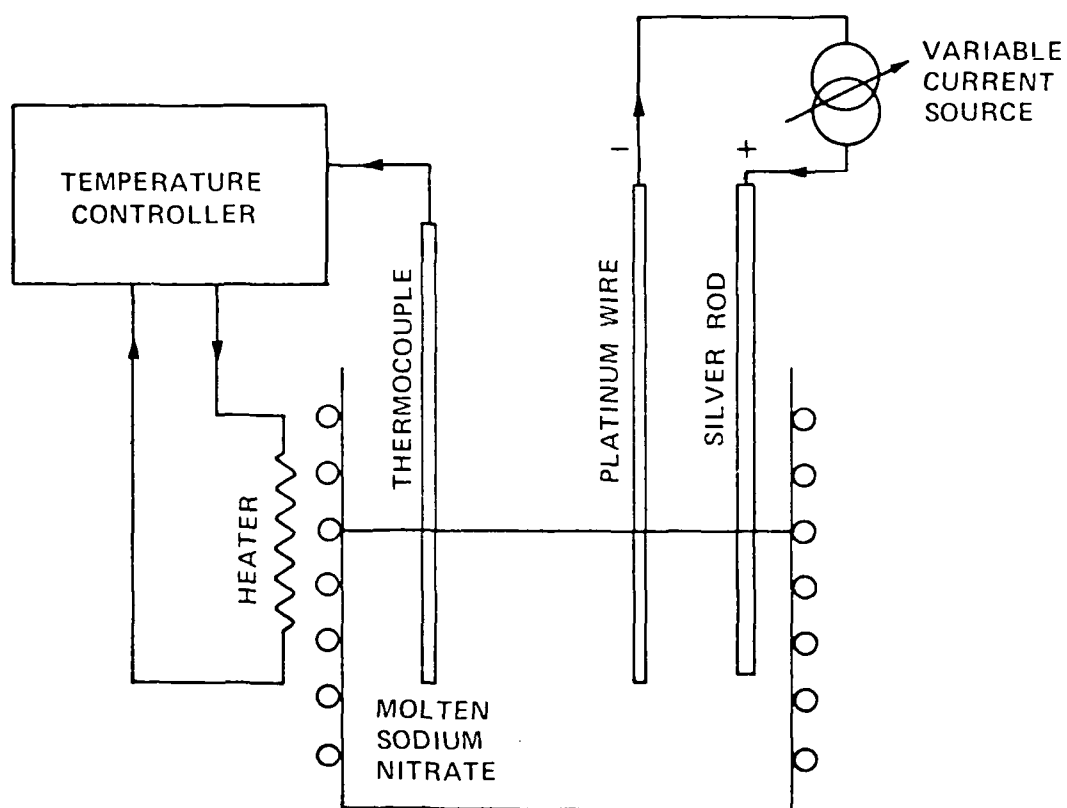 VARIABLE
CURRENT
SOURCE
TEMPERATURE
CONTROLLER
THERMOCOUPLE
PLATINUM WIRE
−
SILVER ROD
+
HEATER
MOLTEN
SODIUM
NITRATE